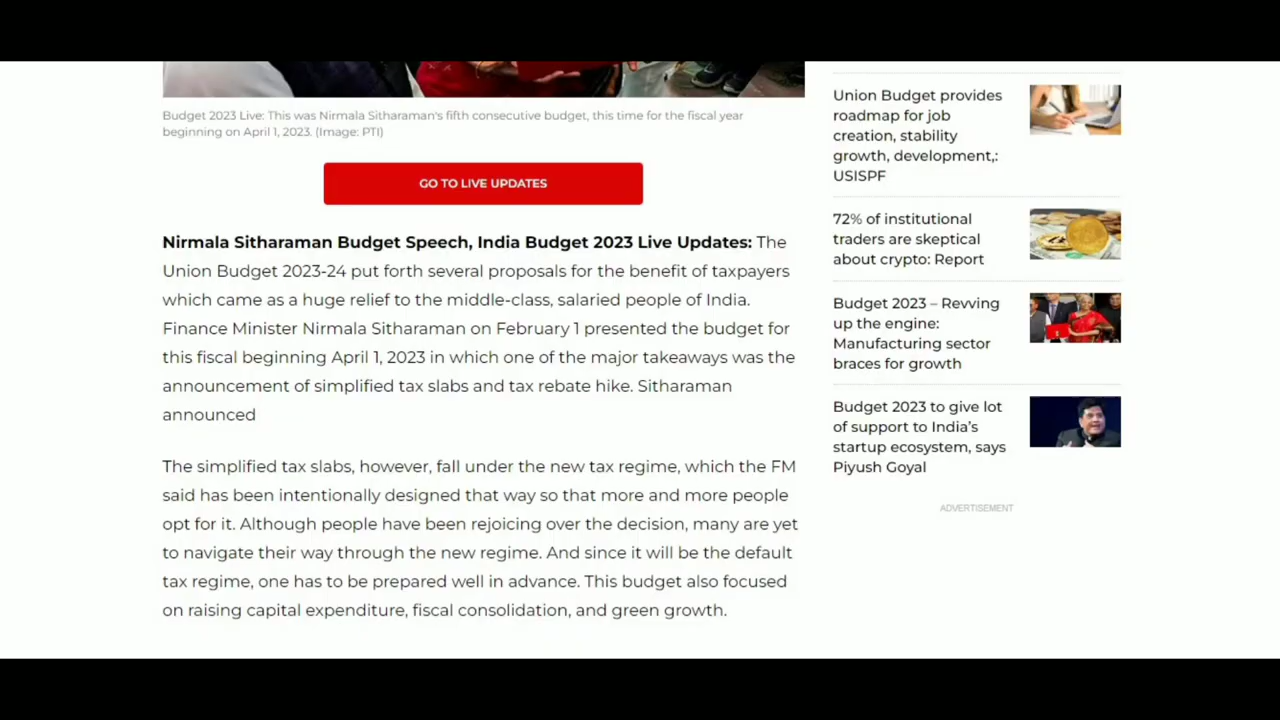 Budget 2023 Live: This was Nirmala Sitharaman's fifth consecutive budget, this time for the fiscal year
beginning on April 1, 2023. (Image: PTI)
GO TO LIVE UPDATES
Nirmala Sitharaman Budget Speech, India Budget 2023 Live Updates: The
Union Budget 2023-24 put forth several proposals for the benefit of taxpayers
which came as a huge relief to the middle-class, salaried people of India.
Finance Minister Nirmala Sitharaman on February 1 presented the budget for
this fiscal beginning April 1, 2023 in which one of the major takeaways was the
announcement of simplified tax slabs and tax rebate hike. Sitharaman
announced
The simplified tax slabs, however, fall under the new tax regime, which the FM
said has been intentionally designed that way so that more and more people
opt for it. Although people have been rejoicing over the decision, many are yet
to navigate their way through the new regime. And since it will be the default
tax regime, one has to be prepared well in advance. This budget also focused
on raising capital expenditure, fiscal consolidation, and green growth.
Union Budget provides
roadmap for job
creation, stability
growth, development,:
USISPF
72% of institutional
traders are skeptical
about crypto: Report
Budget 2023 – Revving
up the engine:
Manufacturing sector
braces for growth
Budget 2023 to give lot
of support to India's
startup ecosystem, says
Piyush Goyal
ADVERTISEMENT